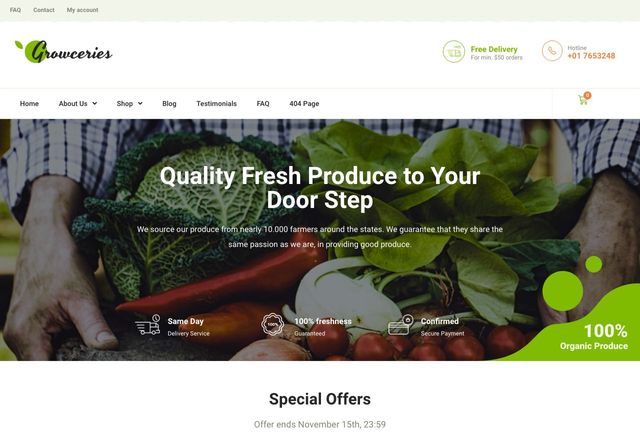 FAQ Contact My account
Growceries
Free Delivery
For min. $50 orders
Hotline
+01 7653248
Home About Us Shop Blog Testimonials FAQ 404 Page
0
Quality Fresh Produce to Your
Door Step
We source our produce from nearly 10.000 farmers around the states. We guarantee that they share the
same passion as we are, in providing good produce.
Same Day
Delivery Service
100%
100% freshness
Guaranteed
Confirmed
Secure Payment
100%
Organic Produce
Special Offers
Offer ends November 15th, 23:59